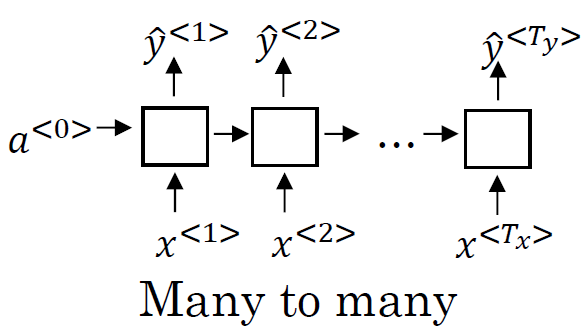 ŷ<1> ŷ<2> ŷ<Ty>
a<0> ...
x<1> x<2> x<Tx>
Many to many